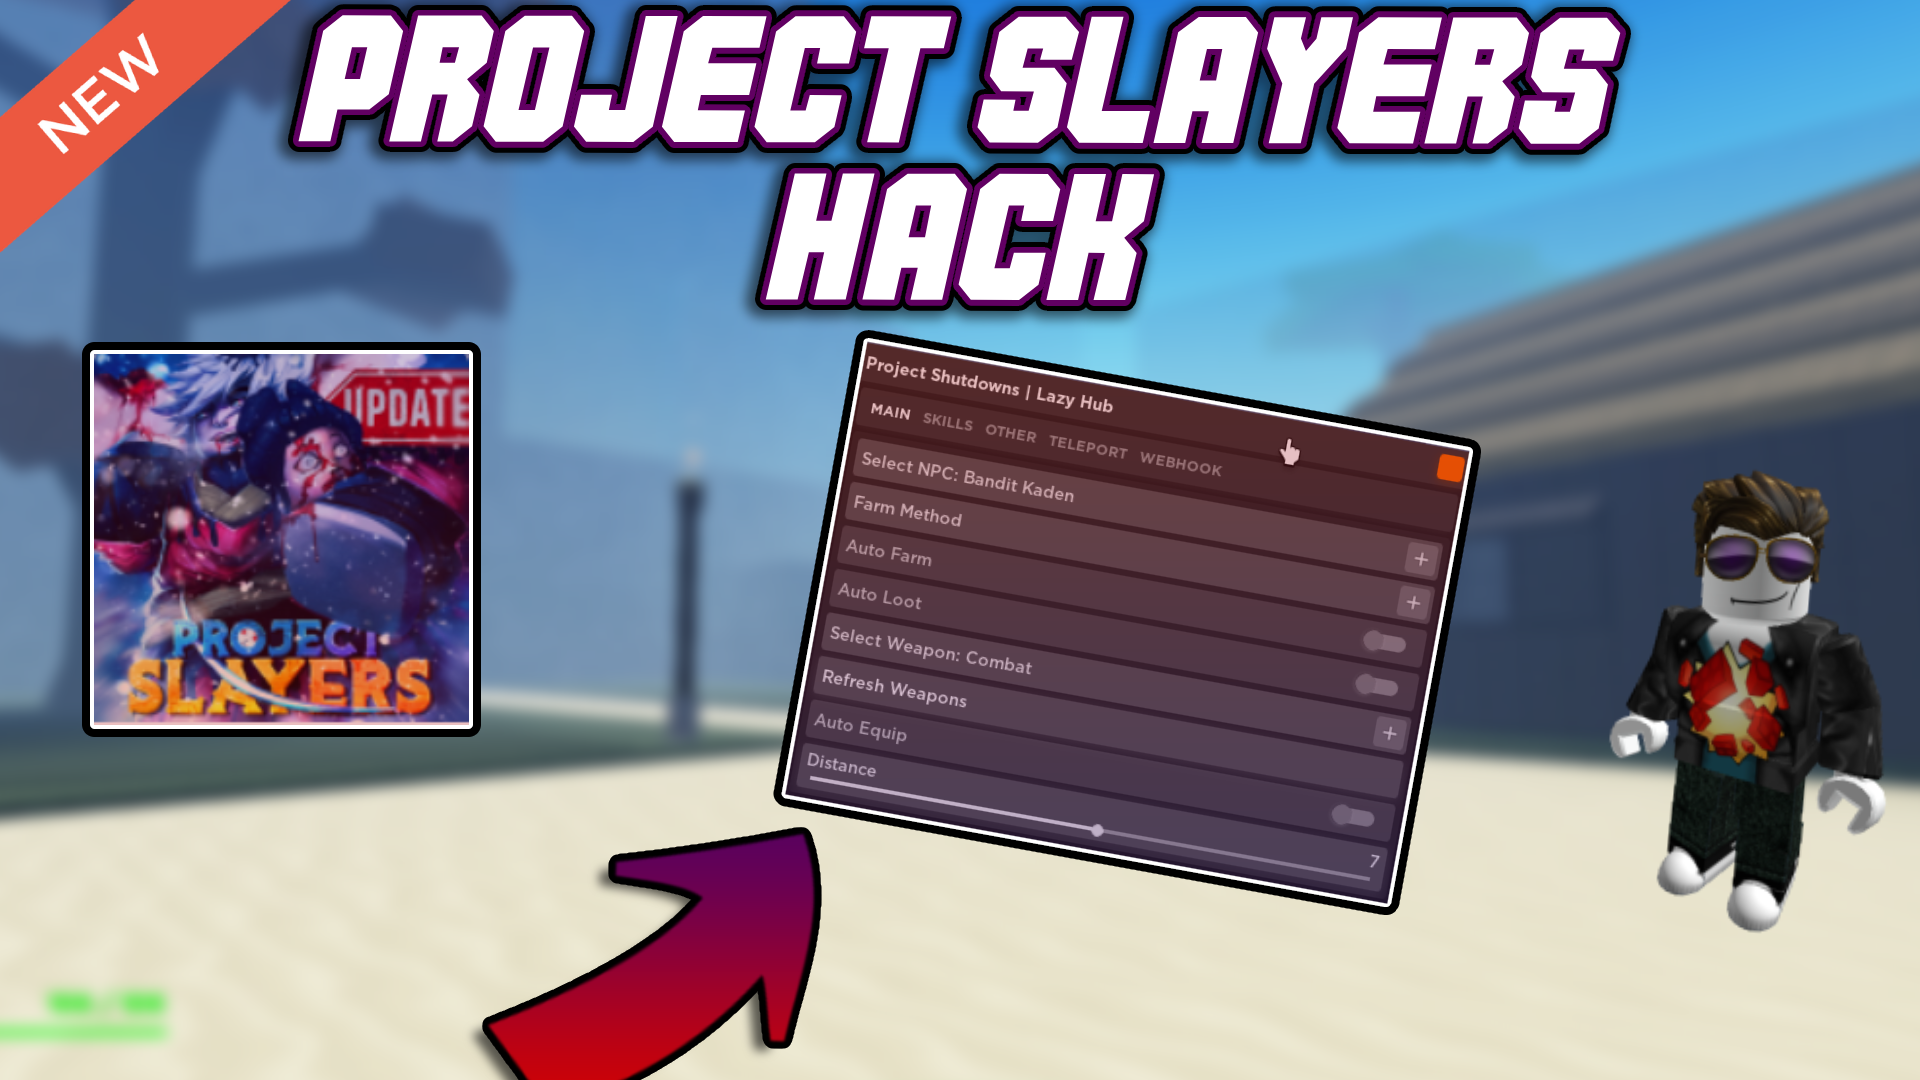 NEW
PROJECT SLAYERS
HACK
UPDATE
PROJECT
SLAYERS
Project Shutdowns | Lazy Hub
MAIN SKILLS OTHER TELEPORT WEBHOOK
Select NPC: Bandit Kaden
+
Farm Method
+
Auto Farm
Auto Loot
Select Weapon: Combat
+
Refresh Weapons
Auto Equip
Distance
7